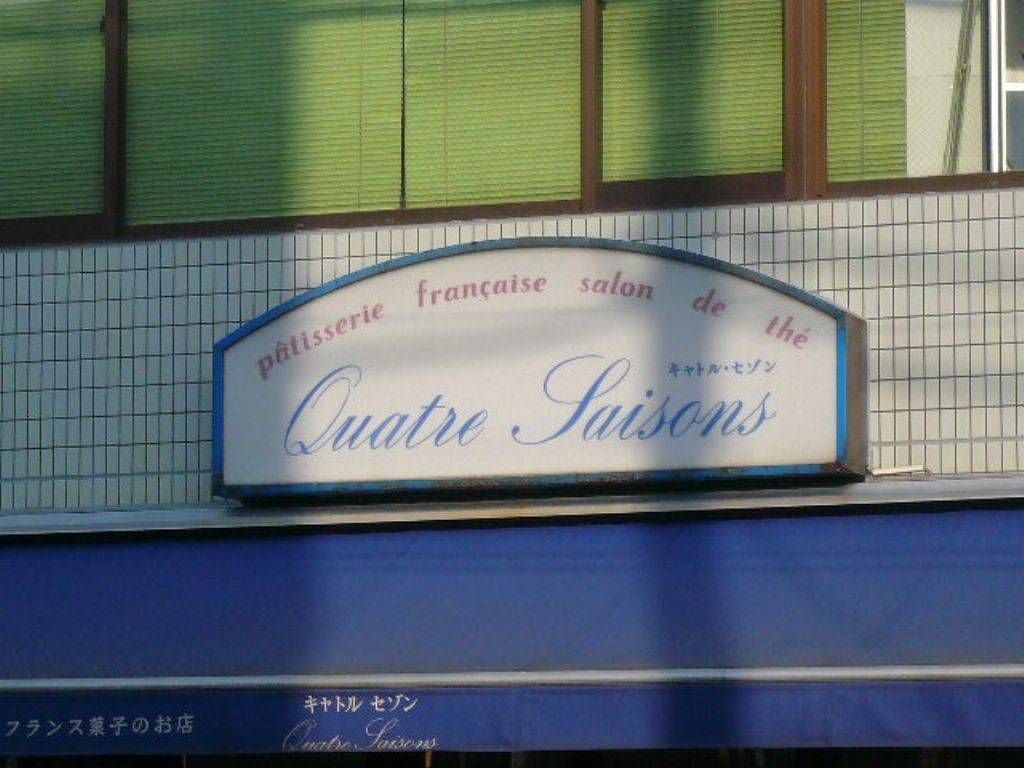 pâtisserie française salon de thé
キャトル・セゾン
Quatre Saisons
キャトル セゾン
フランス菓子のお店
Quatre Saisons